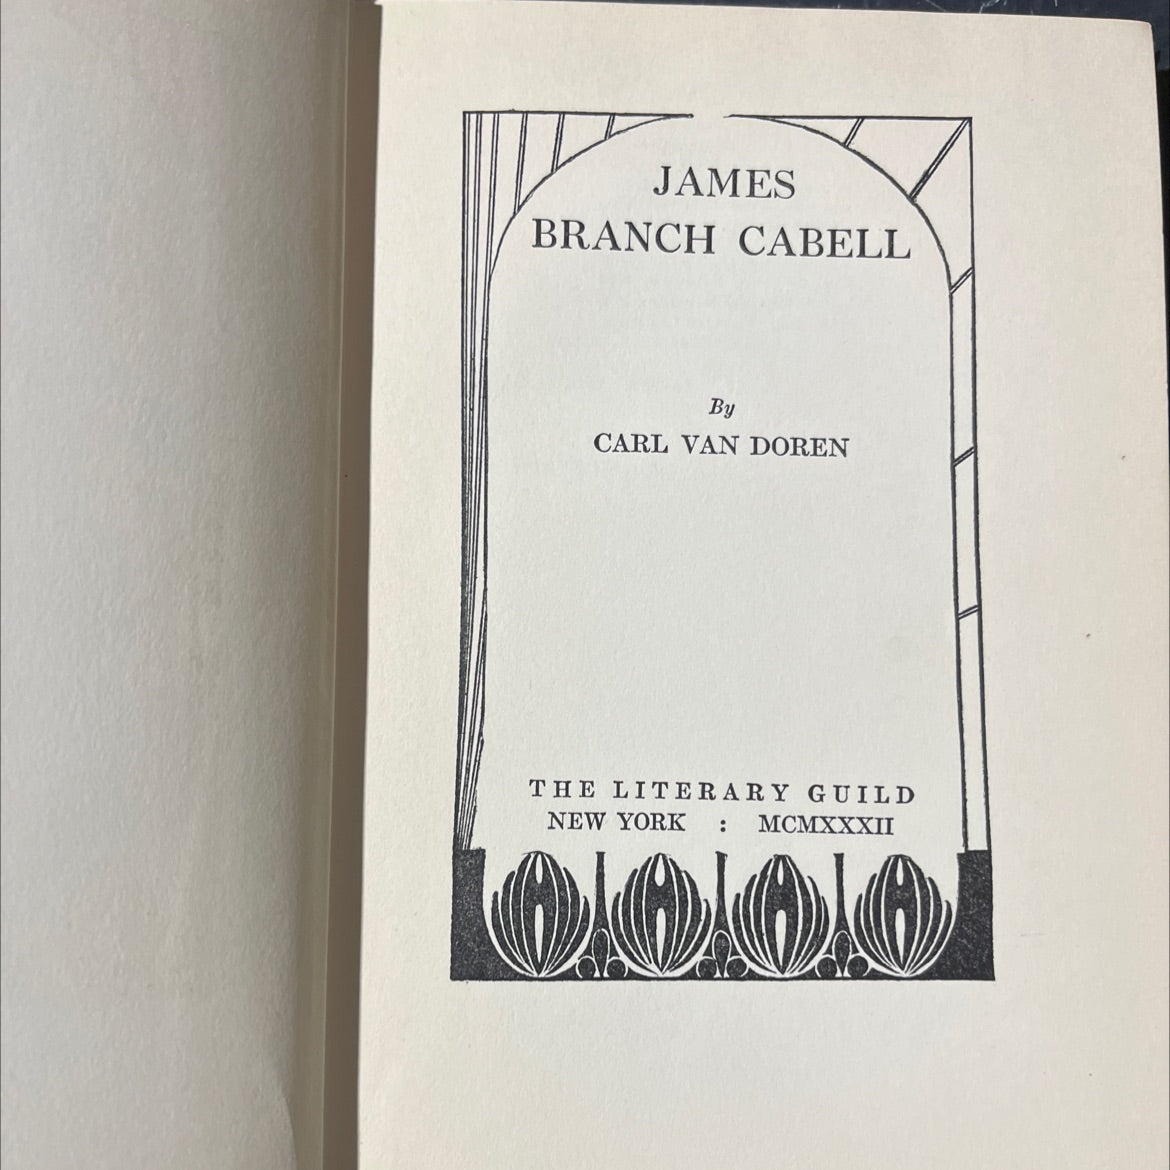 JAMES
BRANCH CABELL
By
CARL VAN DOREN
THE LITERARY GUILD
NEW YORK : MCMXXXII